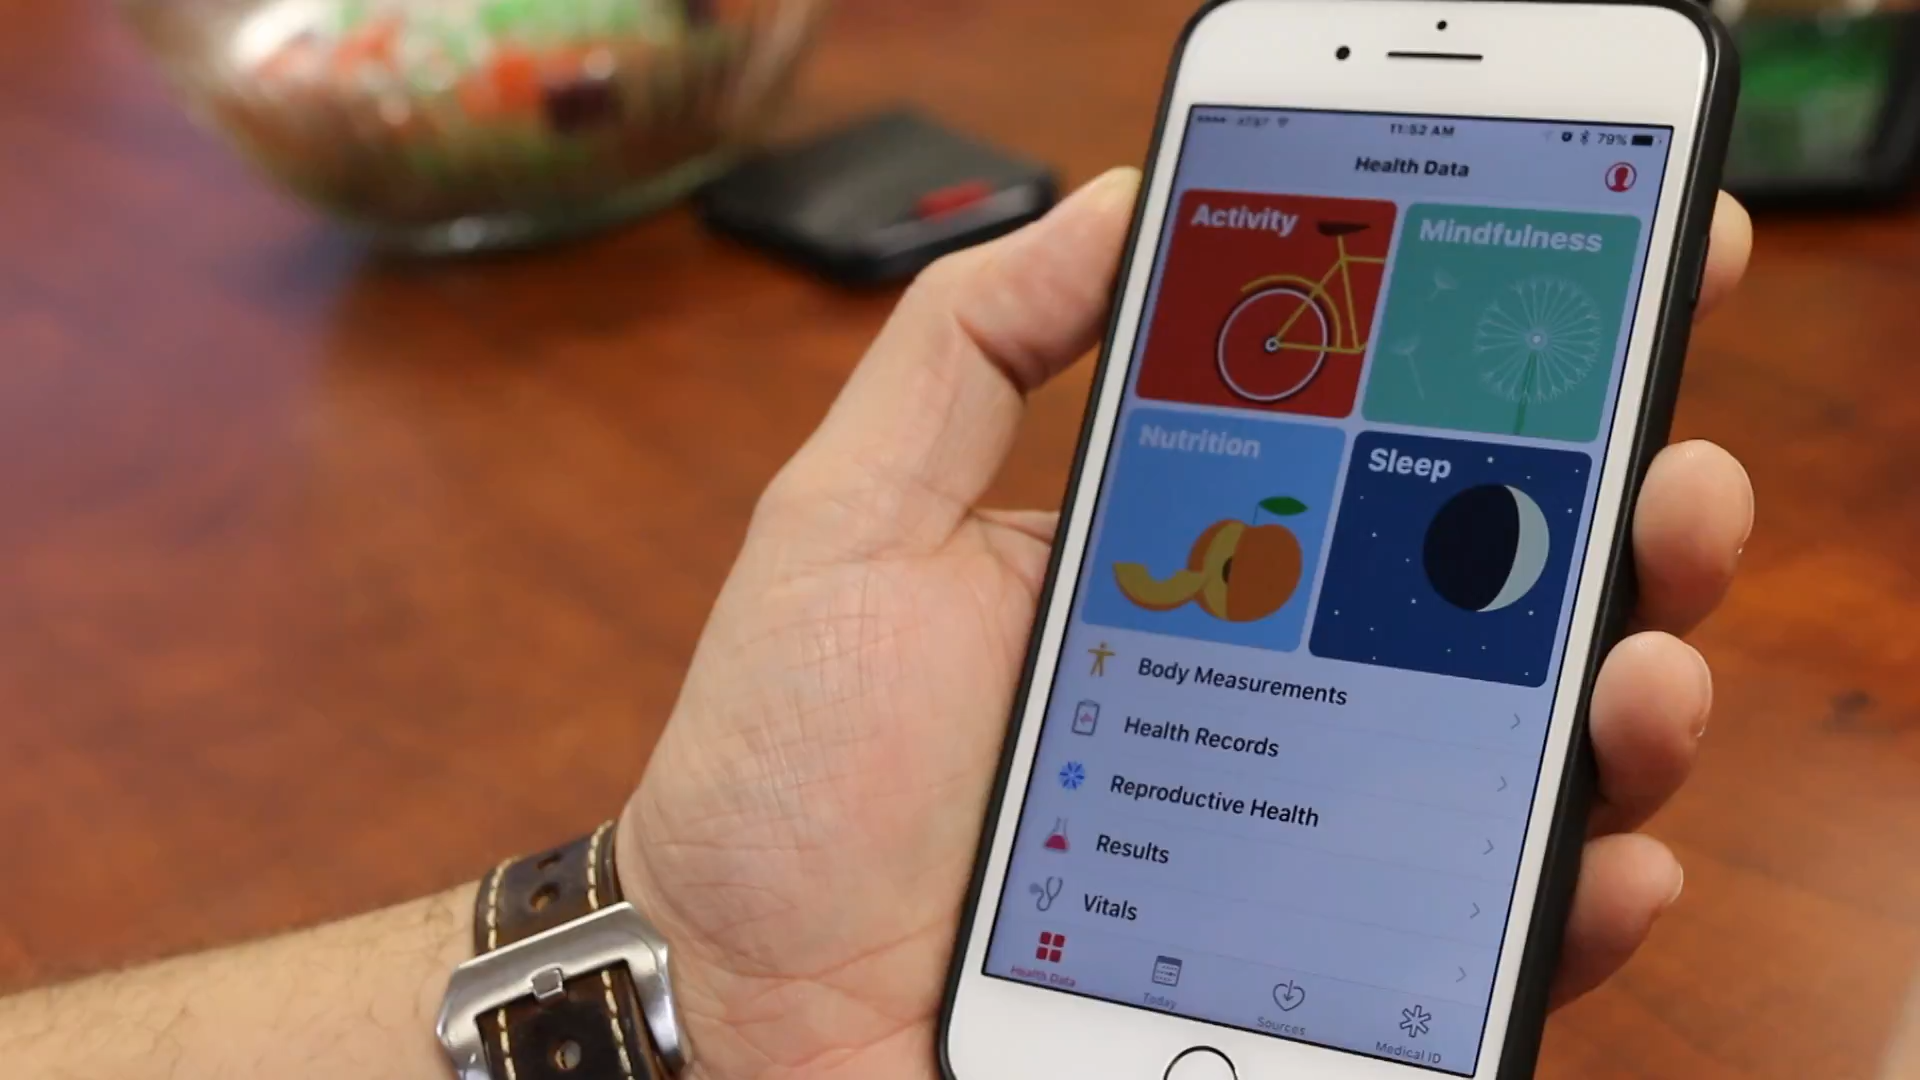 AT&T
11:52 AM
79%
Health Data
Activity
Mindfulness
Nutrition
Sleep
Body Measurements
Health Records
Reproductive Health
Results
Vitals
Health Data
Today
Sources
Medical ID